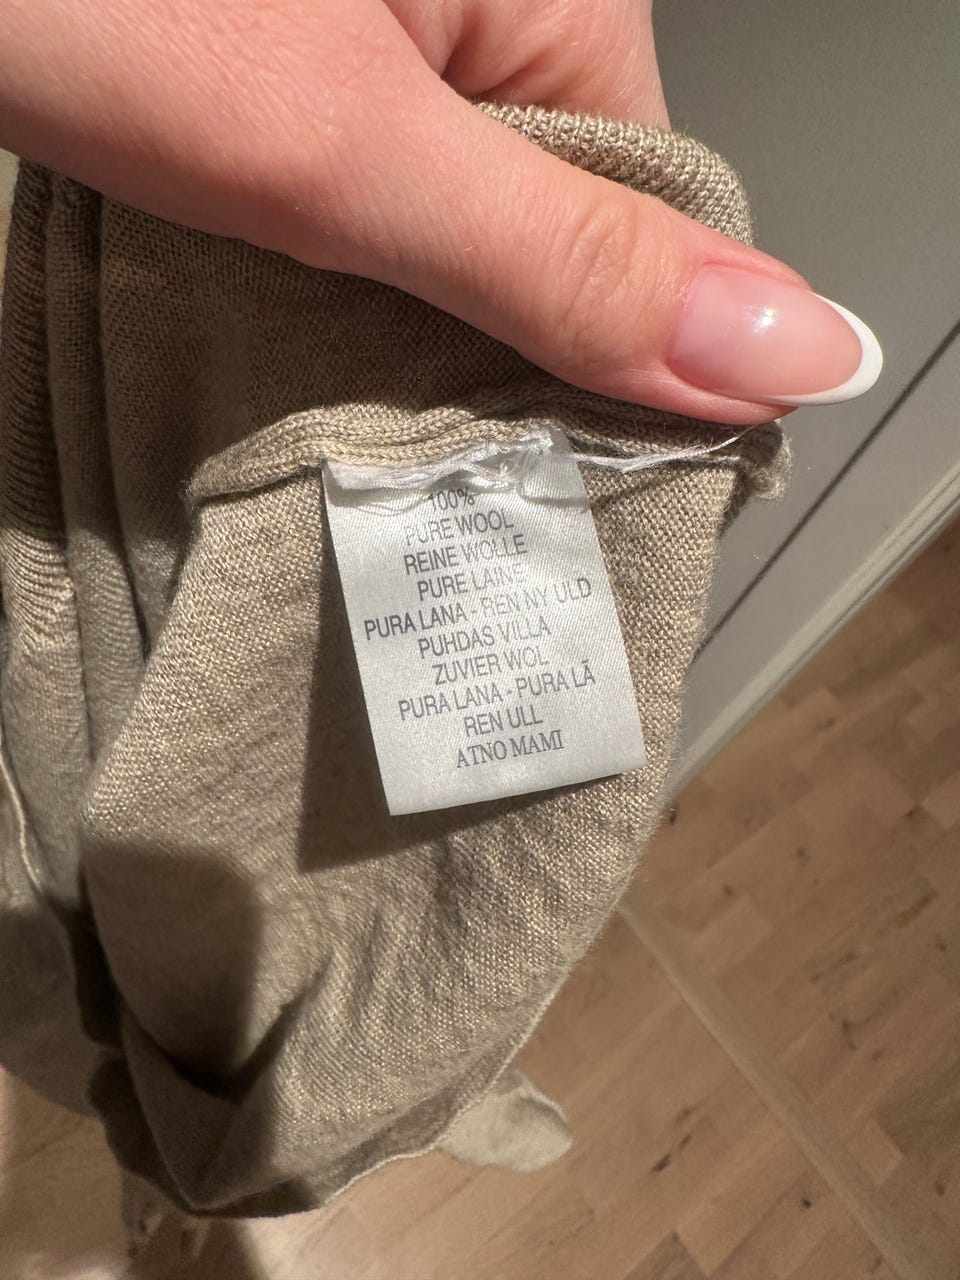 100%
PURE WOOL
REINE WOLLE
PURE LAINE
PURA LANA - REN NY ULD
PUHDAS VILLA
ZUVIER WOL
PURA LANA - PURA LÃ
REN ULL
ΑΓΝΟ ΜΑΛΛΙ